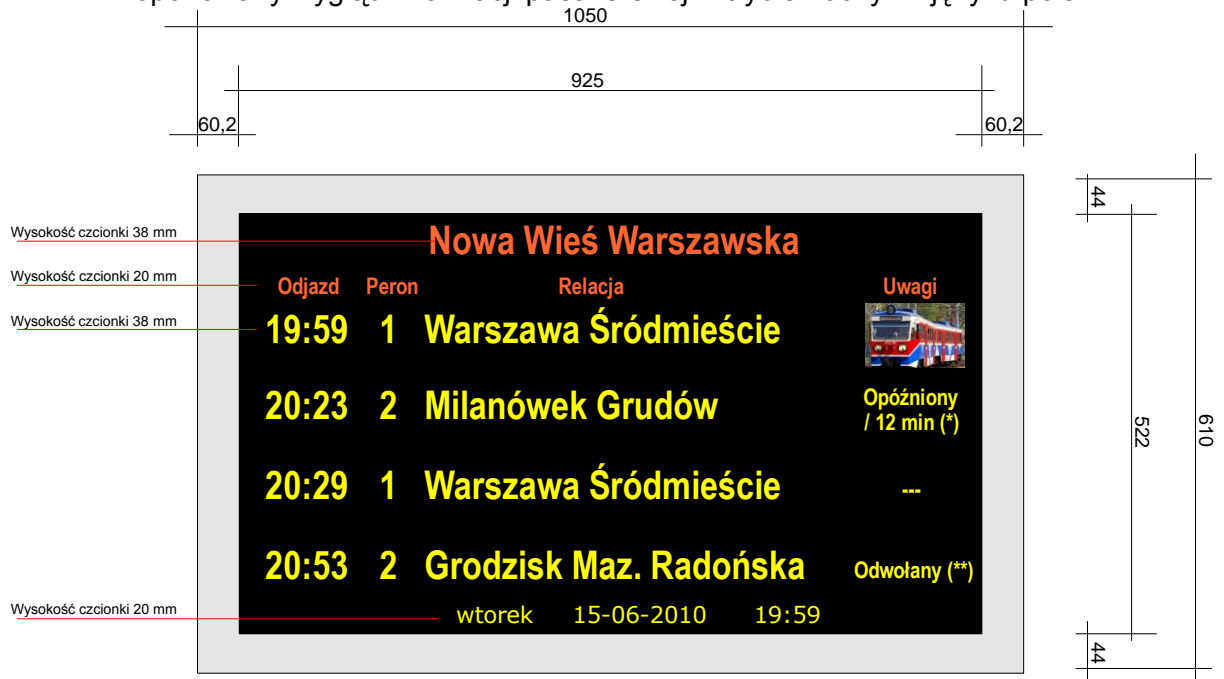 1050
925
60,2
60,2
44
Wysokość czcionki 38 mm
Nowa Wieś Warszawska
Wysokość czcionki 20 mm
Odjazd Peron Relacja Uwagi
Wysokość czcionki 38 mm
19:59 1 Warszawa Śródmieście
20:23 2 Milanówek Grudów Opóźniony
/ 12 min (*)
522
610
20:29 1 Warszawa Śródmieście ---
20:53 2 Grodzisk Maz. Radońska Odwołany (**)
Wysokość czcionki 20 mm
wtorek 15-06-2010 19:59
44